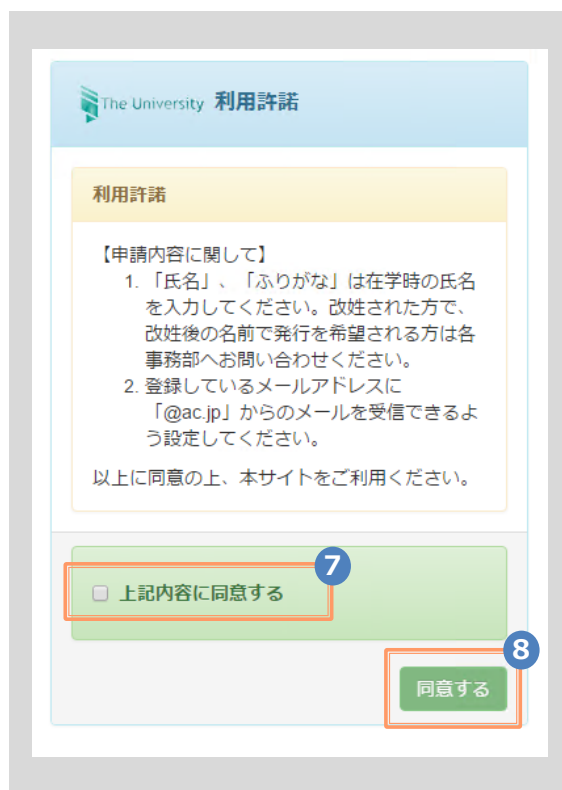 The University 利用許諾
利用許諾
【申請内容に関して】
1. 「氏名」、「ふりがな」は在学時の氏名
を入力してください。改姓された方で、
改姓後の名前で発行を希望される方は各
事務部へお問い合わせください。
2. 登録しているメールアドレスに
「@ac.jp」からのメールを受信できるよ
う設定してください。
以上に同意の上、本サイトをご利用ください。
7
上記内容に同意する
8
同意する